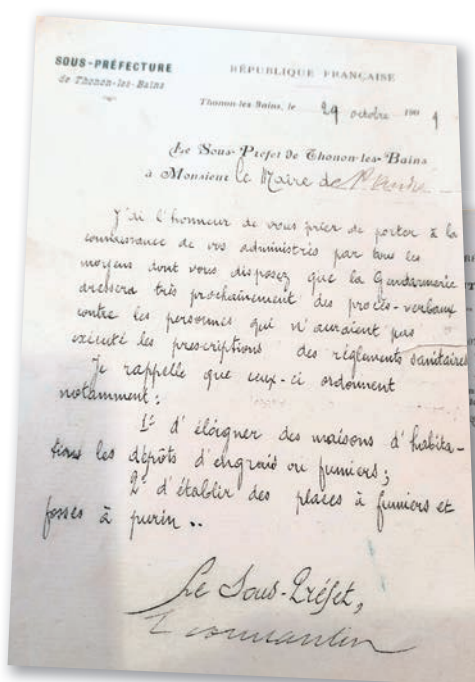 SOUS-PRÉFECTURE
de Thonon-les-Bains
RÉPUBLIQUE FRANÇAISE
Thonon-les-Bains, le 29 octobre 190
Le Sous-Préfet de Thonon-les-Bains
à Monsieur le Maire de
J'ai l'honneur de vous prier de porter à la
connaissance de vos administrés par tous les
moyens dont vous disposez que la Gendarmerie
dressera très prochainement des procès-verbaux
contre les personnes qui n'auraient pas
exécuté les prescriptions des règlements sanitaires
Je rappelle que ceux-ci ordonnent
notamment :
1º d'éloigner des maisons d'habita-
tions les dépôts d'engrais ou fumiers ;
2º d'établir des places à fumiers et
fosses à purin ..
Le Sous-Préfet,